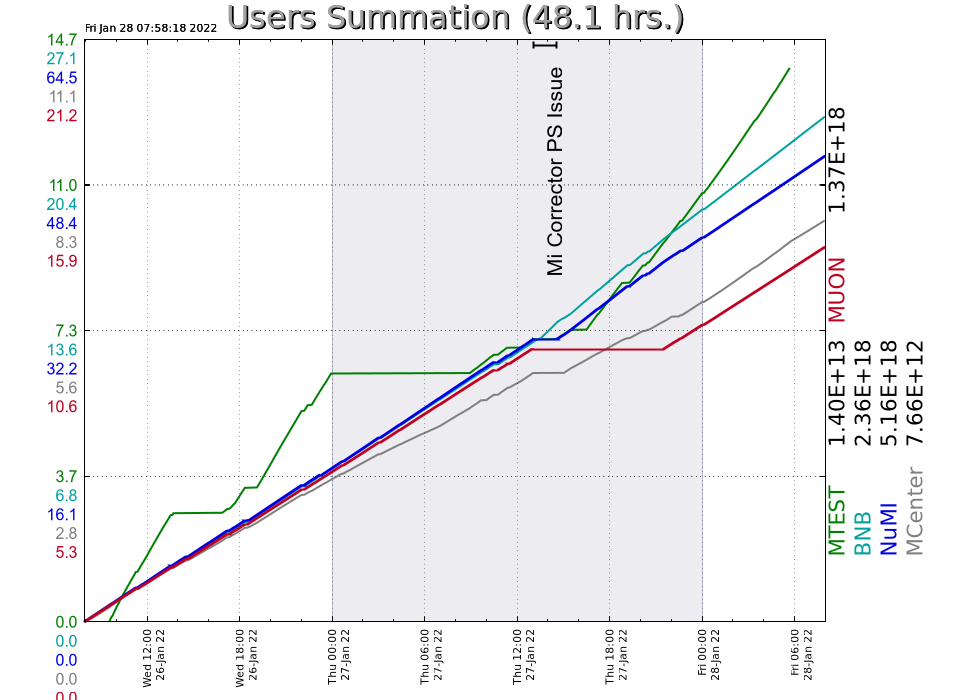 Users Summation (48.1 hrs.)
Fri Jan 28 07:58:18 2022
14.7
27.1
64.5
11.1
21.2
11.0
20.4
48.4
8.3
15.9
7.3
13.6
32.2
5.6
10.6
3.7
6.8
16.1
2.8
5.3
0.0
0.0
0.0
0.0
0.0
Mi Corrector PS Issue
Wed 12:00
26-Jan 22
Wed 18:00
26-Jan 22
Thu 00:00
27-Jan 22
Thu 06:00
27-Jan 22
Thu 12:00
27-Jan 22
Thu 18:00
27-Jan 22
Fri 00:00
28-Jan 22
Fri 06:00
28-Jan 22
MTEST 1.40E+13 MUON 1.37E+18
BNB 2.36E+18
NuMI 5.16E+18
MCenter 7.66E+12